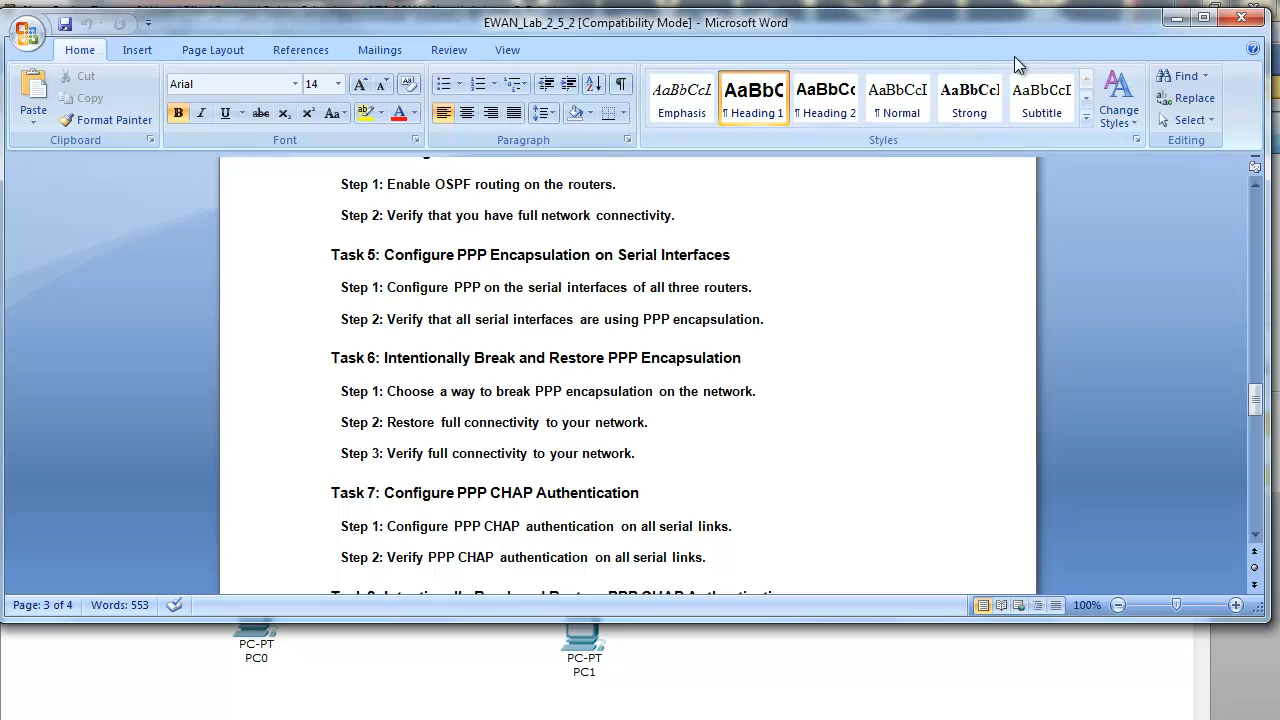 EWAN_Lab_2_5_2 [Compatibility Mode] - Microsoft Word
Home Insert Page Layout References Mailings Review View
Paste
Cut
Copy
Format Painter
Clipboard
Arial 14
Font
Paragraph
AaBbCcI Emphasis
AaBbC ¶ Heading 1
AaBbCc ¶ Heading 2
AaBbCcI ¶ Normal
AaBbCcl Strong
AaBbCcI Subtitle
Change Styles
Styles
Find
Replace
Select
Editing
Step 1: Enable OSPF routing on the routers.
Step 2: Verify that you have full network connectivity.
Task 5: Configure PPP Encapsulation on Serial Interfaces
Step 1: Configure PPP on the serial interfaces of all three routers.
Step 2: Verify that all serial interfaces are using PPP encapsulation.
Task 6: Intentionally Break and Restore PPP Encapsulation
Step 1: Choose a way to break PPP encapsulation on the network.
Step 2: Restore full connectivity to your network.
Step 3: Verify full connectivity to your network.
Task 7: Configure PPP CHAP Authentication
Step 1: Configure PPP CHAP authentication on all serial links.
Step 2: Verify PPP CHAP authentication on all serial links.
Page: 3 of 4 Words: 553 100%
PC-PT
PC0
PC-PT
PC1